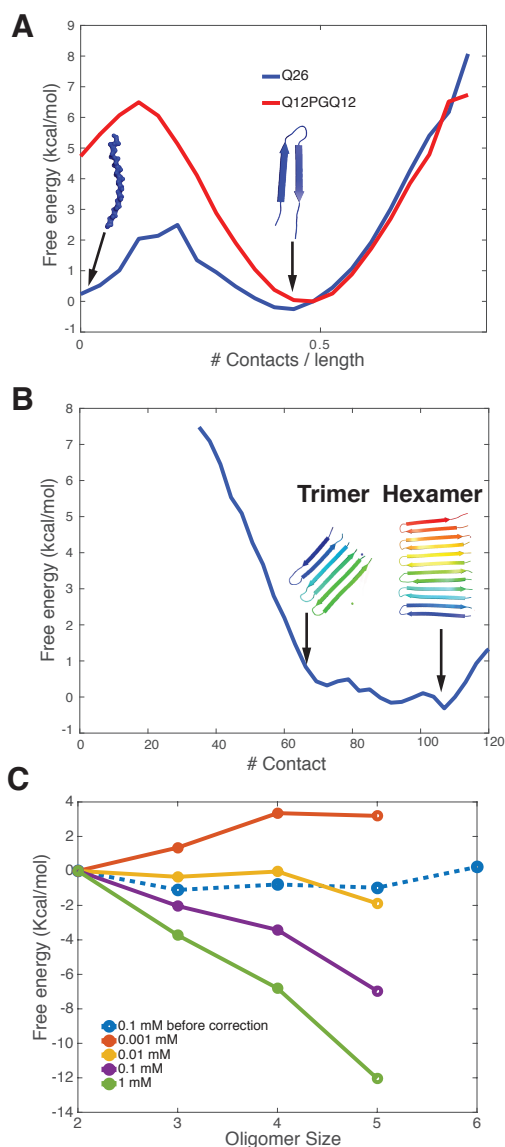 A
9
8
7
6
5
4
3
2
1
0
-1
Free energy (kcal/mol)
Q26
Q12PGQ12
0
0.5
# Contacts / length
B
8
7
6
5
4
3
2
1
0
-1
Free energy (kcal/mol)
Trimer
Hexamer
0
20
40
60
80
100
120
# Contact
C
4
2
0
-2
-4
-6
-8
-10
-12
-14
Free energy (Kcal/mol)
0.1 mM before correction
0.001 mM
0.01 mM
0.1 mM
1 mM
2
3
4
5
6
Oligomer Size